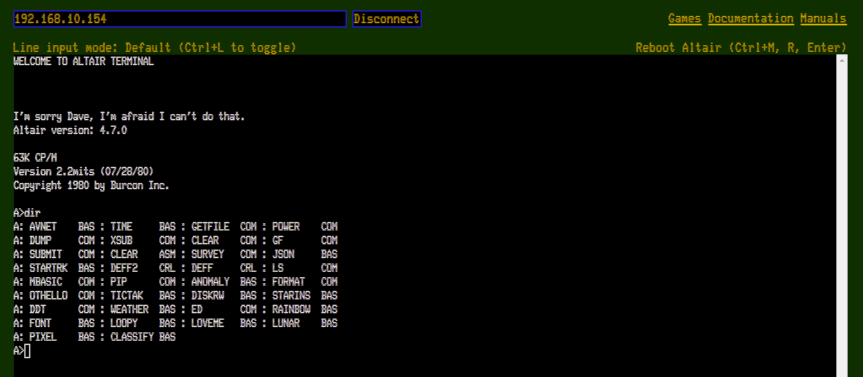 192.168.10.154 Disconnect Games Documentation Manuals
Line input mode: Default (Ctrl+L to toggle) Reboot Altair (Ctrl+M, R, Enter)
WELCOME TO ALTAIR TERMINAL
I'm sorry Dave, I'm afraid I can't do that.
Altair version: 4.7.0
63K CP/M
Version 2.2mits (07/28/80)
Copyright 1980 by Burcon Inc.
A>dir
A: AVNET    BAS : TIME     BAS : GETFILE  COM : POWER    COM
A: DUMP     COM : XSUB     COM : CLEAR    COM : GF       COM
A: SUBMIT   COM : CLEAR    ASM : SURVEY   COM : JSON     BAS
A: STARTRK  BAS : DEFF2    CRL : DEFF     CRL : LS       COM
A: MBASIC   COM : PIP      COM : ANOMALY  BAS : FORMAT   COM
A: OTHELLO  COM : TICTAK   BAS : DISKRW   BAS : STARINS  BAS
A: DDT      COM : WEATHER  BAS : ED       COM : RAINBOW  BAS
A: FONT     BAS : LOOPY    BAS : LOVEME   BAS : LUNAR    BAS
A: PIXEL    BAS : CLASSIFY BAS
A>